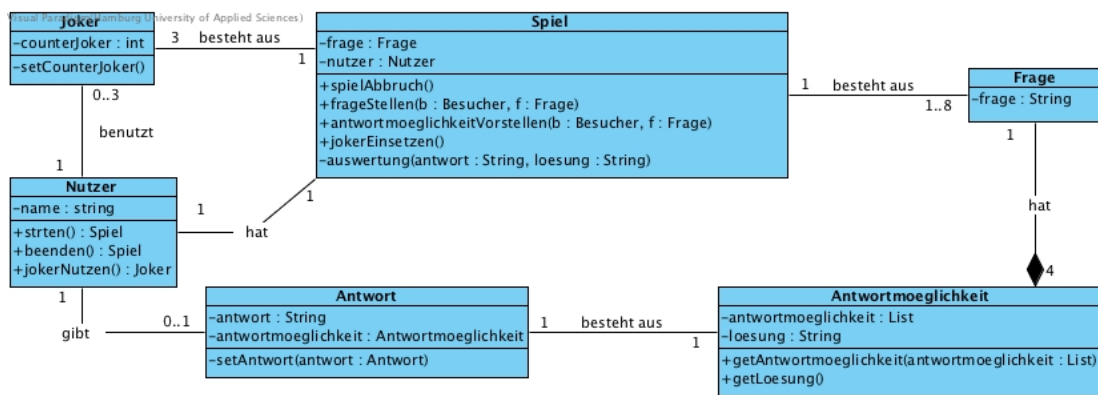 Visual Paradigm(Hamburg University of Applied Sciences)
Joker
-counterJoker : int
-setCounterJoker()
3 besteht aus 1
Spiel
-frage : Frage
-nutzer : Nutzer
+spielAbbruch()
+frageStellen(b : Besucher, f : Frage)
+antwortmoeglichkeitVorstellen(b : Besucher, f : Frage)
+jokerEinsetzen()
-auswertung(antwort : String, loesung : String)
1 besteht aus 1..8
Frage
-frage : String
0..3
benutzt
1
1
hat
4
Nutzer
-name : string
+strten() : Spiel
+beenden() : Spiel
+jokerNutzen() : Joker
1 hat 1
1
gibt 0..1
Antwort
-antwort : String
-antwortmoeglichkeit : Antwortmoeglichkeit
-setAntwort(antwort : Antwort)
1 besteht aus 1
Antwortmoeglichkeit
-antwortmoeglichkeit : List
-loesung : String
+getAntwortmoeglichkeit(antwortmoeglichkeit : List)
+getLoesung()